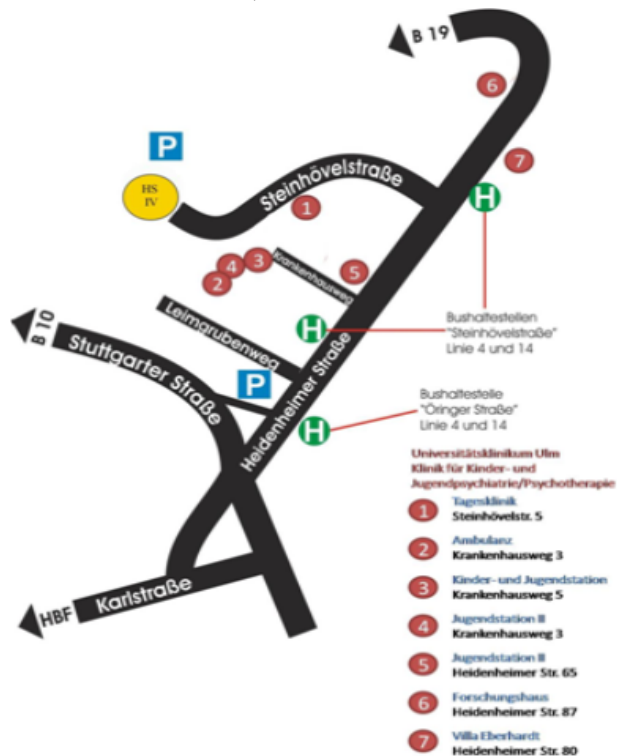 B 19
6
P
7
HS
IV
Steinhövelstraße
H
1
3
Krankenhausweg
5
4
2
Bushaltestellen
"Steinhövelstraße"
Linie 4 und 14
H
Leimgrubenweg
B 10
Stuttgarter Straße
Heidenheimer Straße
P
Bushaltestelle
"Öringer Straße"
Linie 4 und 14
H
Universitätsklinikum Ulm
Klinik für Kinder- und
Jugendpsychiatrie/Psychotherapie
1 Tagesklinik
Steinhövelstr. 5
2 Ambulanz
Krankenhausweg 3
3 Kinder- und Jugendstation
Krankenhausweg 5
4 Jugendstation II
Krankenhausweg 3
5 Jugendstation II
Heidenheimer Str. 65
6 Forschungshaus
Heidenheimer Str. 87
7 Villa Eberhardt
Heidenheimer Str. 80
HBF
Karlstraße